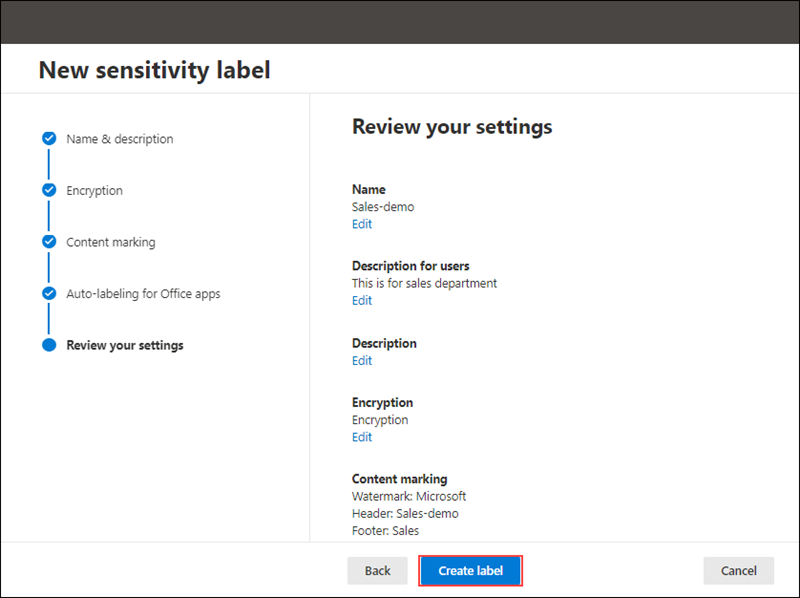 New sensitivity label
Name & description
Encryption
Content marking
Auto-labeling for Office apps
Review your settings
Review your settings
Name
Sales-demo
Edit
Description for users
This is for sales department
Edit
Description
Edit
Encryption
Encryption
Edit
Content marking
Watermark: Microsoft
Header: Sales-demo
Footer: Sales
Back
Create label
Cancel